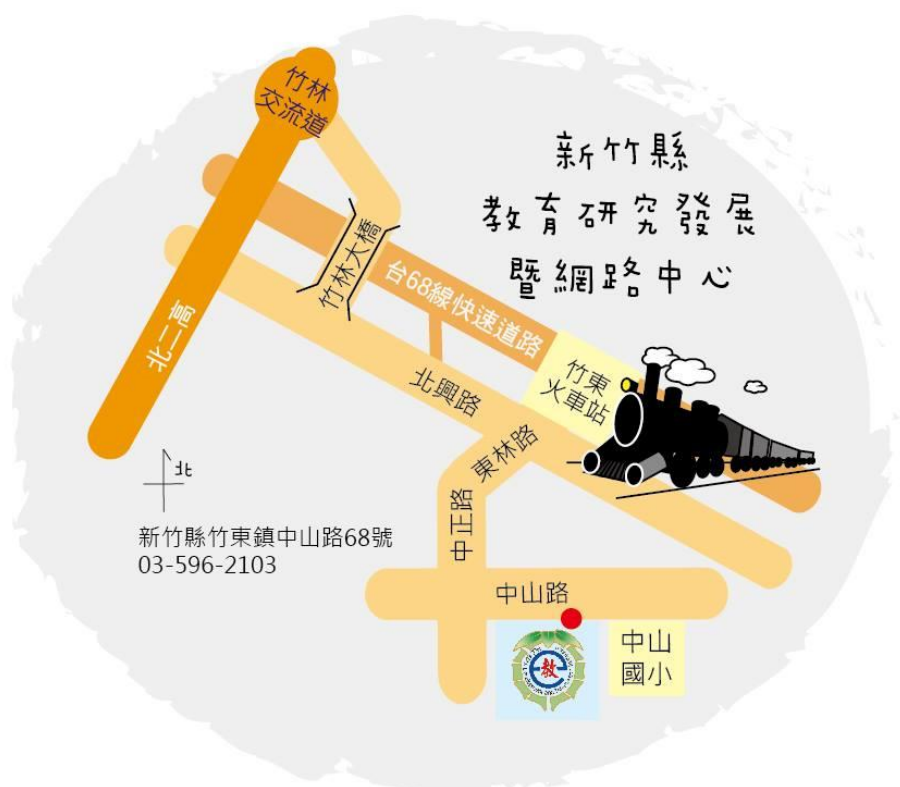 竹林
交流道
新竹縣
教育研究發展
暨網路中心
竹林大橋
台68線快速道路
北二高
竹東
火車站
北興路
東林路
北
中正路
新竹縣竹東鎮中山路68號
03-596-2103
中山路
中山
國小
教